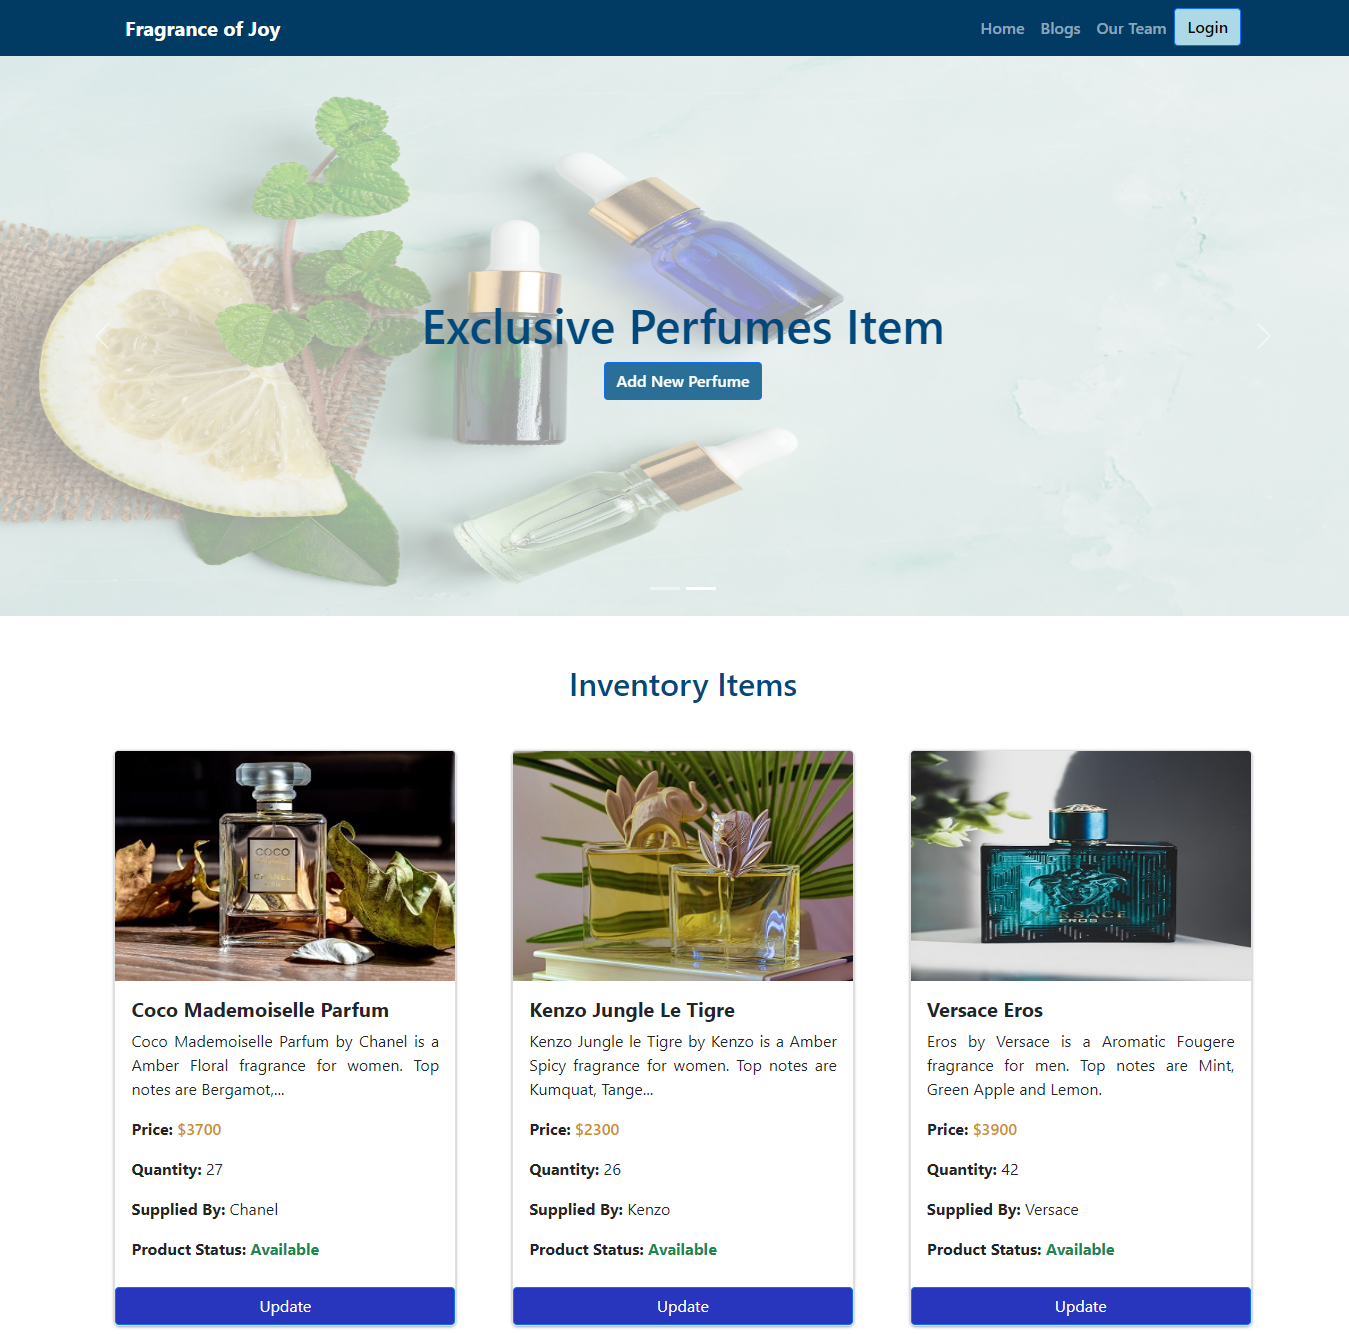 Fragrance of Joy
Home Blogs Our Team Login
Exclusive Perfumes Item
Add New Perfume
Inventory Items
COCO
CHANEL
Coco Mademoiselle Parfum
Coco Mademoiselle Parfum by Chanel is a
Amber Floral fragrance for women. Top
notes are Bergamot,...
Price: $3700
Quantity: 27
Supplied By: Chanel
Product Status: Available
Update
Kenzo Jungle Le Tigre
Kenzo Jungle le Tigre by Kenzo is a Amber
Spicy fragrance for women. Top notes are
Kumquat, Tange...
Price: $2300
Quantity: 26
Supplied By: Kenzo
Product Status: Available
Update
VERSACE
EROS
Versace Eros
Eros by Versace is a Aromatic Fougere
fragrance for men. Top notes are Mint,
Green Apple and Lemon.
Price: $3900
Quantity: 42
Supplied By: Versace
Product Status: Available
Update